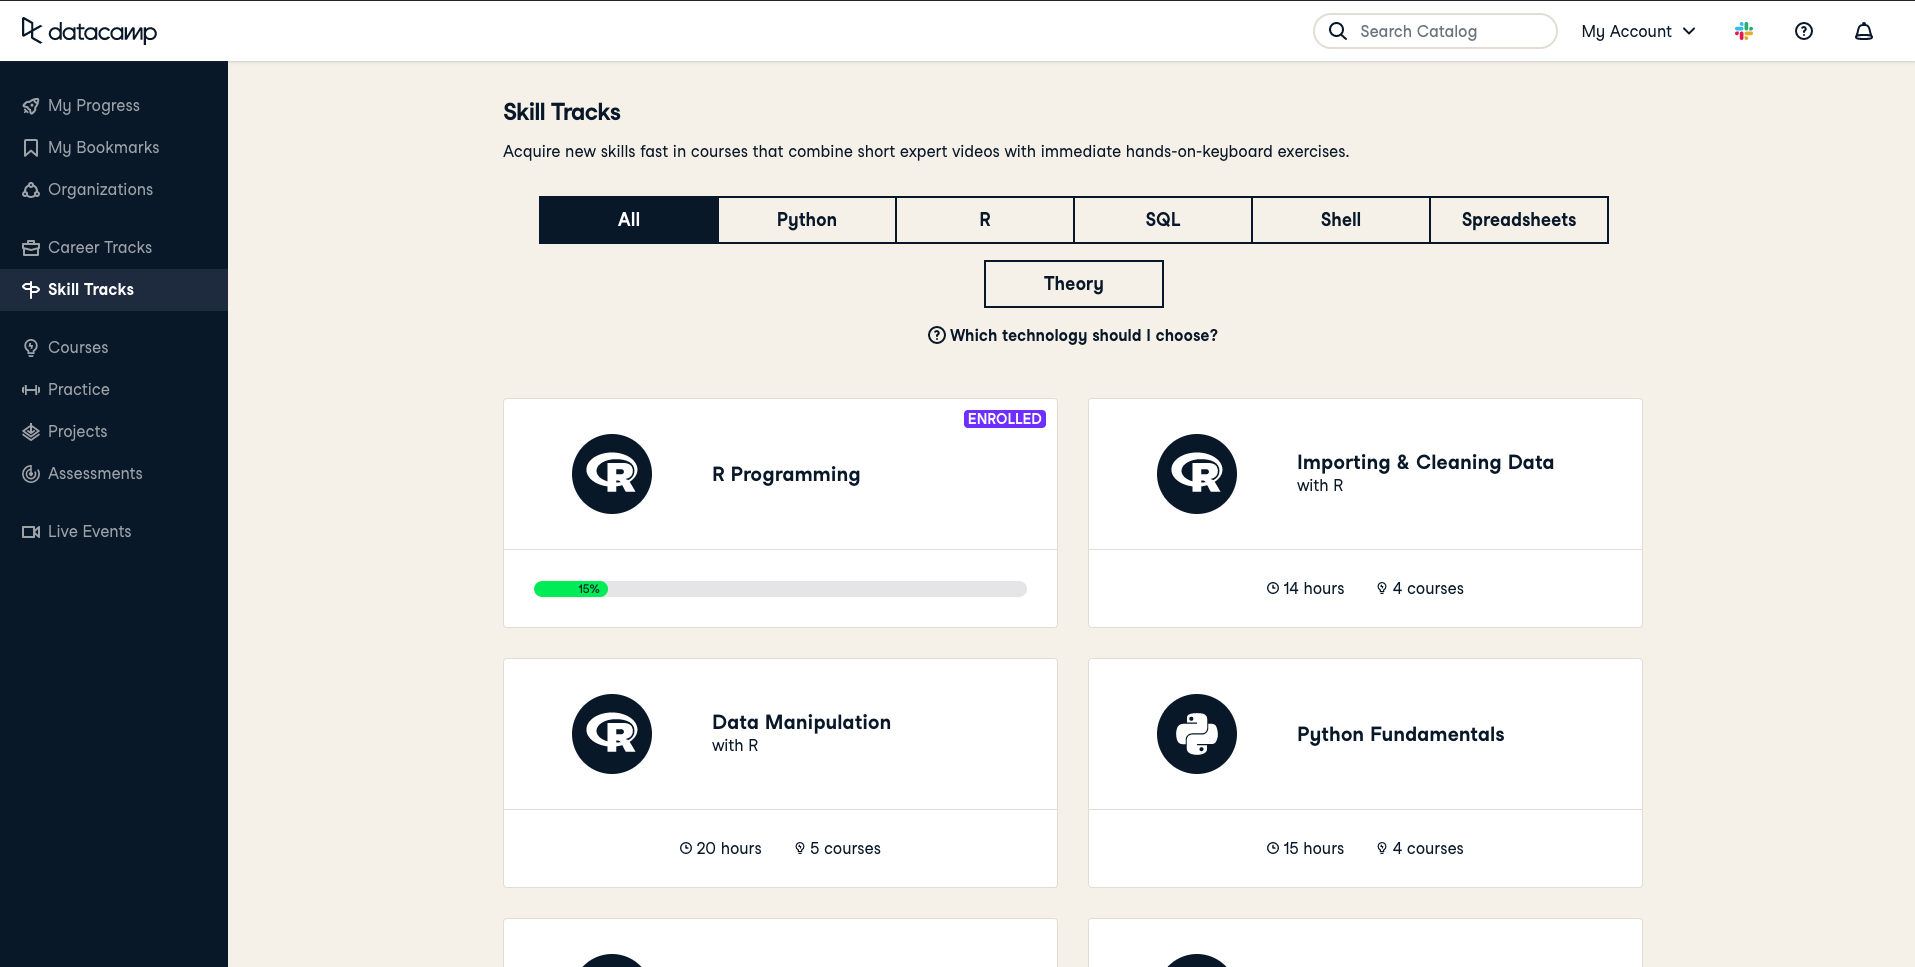 datacamp
Search Catalog
My Account
My Progress
My Bookmarks
Organizations
Career Tracks
Skill Tracks
Courses
Practice
Projects
Assessments
Live Events
Skill Tracks
Acquire new skills fast in courses that combine short expert videos with immediate hands-on-keyboard exercises.
All Python R SQL Shell Spreadsheets
Theory
Which technology should I choose?
ENROLLED
R Programming
15%
Importing & Cleaning Data
with R
14 hours 4 courses
Data Manipulation
with R
20 hours 5 courses
Python Fundamentals
15 hours 4 courses